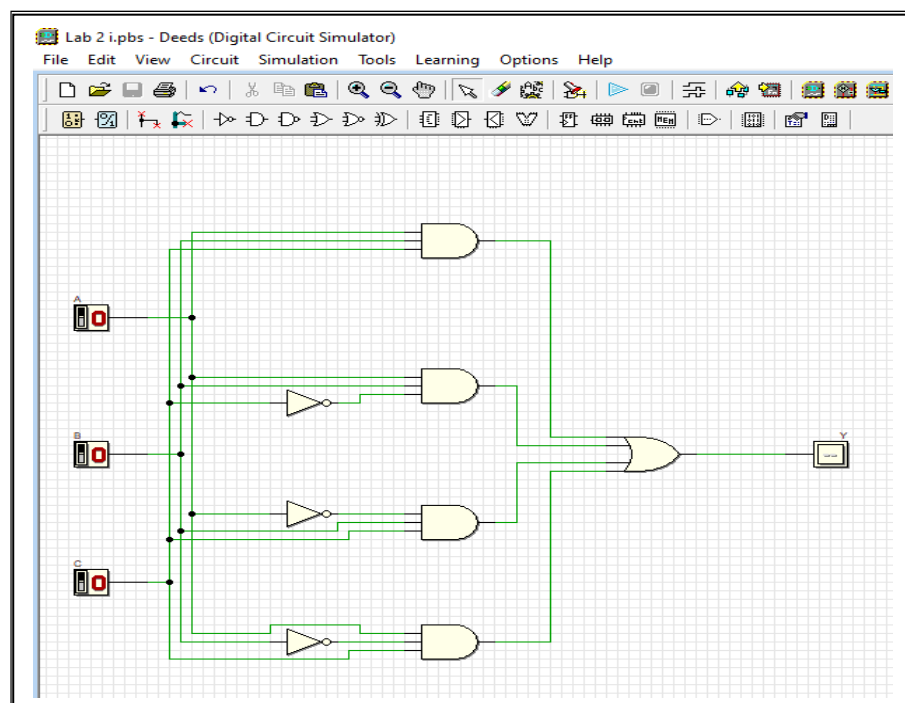 Lab 2 i.pbs - Deeds (Digital Circuit Simulator)
File Edit View Circuit Simulation Tools Learning Options Help
A
0
B
0
Y
C
0